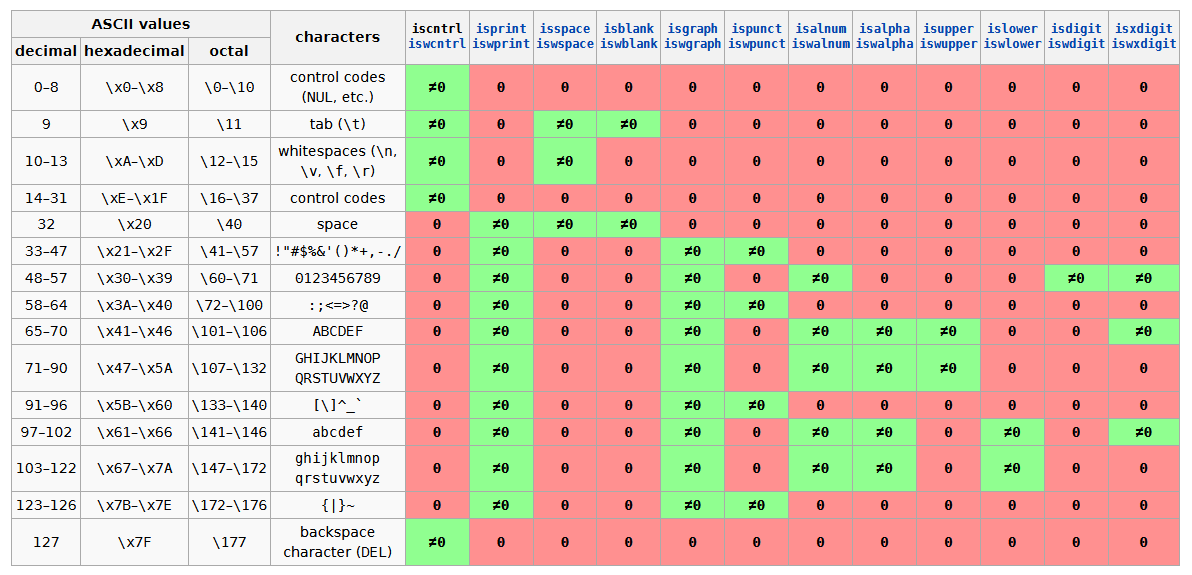 ASCII values
characters
iscntrl iswcntrl
isprint iswprint
isspace iswspace
isblank iswblank
isgraph iswgraph
ispunct iswpunct
isalnum iswalnum
isalpha iswalpha
isupper iswupper
islower iswlower
isdigit iswdigit
isxdigit iswxdigit
decimal hexadecimal octal
0–8 \x0–\x8 \0–\10 control codes (NUL, etc.) ≠0 0 0 0 0 0 0 0 0 0 0 0
9 \x9 \11 tab (\t) ≠0 0 ≠0 ≠0 0 0 0 0 0 0 0 0
10–13 \xA–\xD \12–\15 whitespaces (\n, \v, \f, \r) ≠0 0 ≠0 0 0 0 0 0 0 0 0 0
14–31 \xE–\x1F \16–\37 control codes ≠0 0 0 0 0 0 0 0 0 0 0 0
32 \x20 \40 space 0 ≠0 ≠0 ≠0 0 0 0 0 0 0 0 0
33–47 \x21–\x2F \41–\57 !"#$%&'()*+,-./ 0 ≠0 0 0 ≠0 ≠0 0 0 0 0 0 0
48–57 \x30–\x39 \60–\71 0123456789 0 ≠0 0 0 ≠0 0 ≠0 0 0 0 ≠0 ≠0
58–64 \x3A–\x40 \72–\100 :;<=>?@ 0 ≠0 0 0 ≠0 ≠0 0 0 0 0 0 0
65–70 \x41–\x46 \101–\106 ABCDEF 0 ≠0 0 0 ≠0 0 ≠0 ≠0 ≠0 0 0 ≠0
71–90 \x47–\x5A \107–\132 GHIJKLMNOP QRSTUVWXYZ 0 ≠0 0 0 ≠0 0 ≠0 ≠0 ≠0 0 0 0
91–96 \x5B–\x60 \133–\140 [\]^_` 0 ≠0 0 0 ≠0 ≠0 0 0 0 0 0 0
97–102 \x61–\x66 \141–\146 abcdef 0 ≠0 0 0 ≠0 0 ≠0 ≠0 0 ≠0 0 ≠0
103–122 \x67–\x7A \147–\172 ghijklmnop qrstuvwxyz 0 ≠0 0 0 ≠0 0 ≠0 ≠0 0 ≠0 0 0
123–126 \x7B–\x7E \172–\176 {|}~ 0 ≠0 0 0 ≠0 ≠0 0 0 0 0 0 0
127 \x7F \177 backspace character (DEL) ≠0 0 0 0 0 0 0 0 0 0 0 0